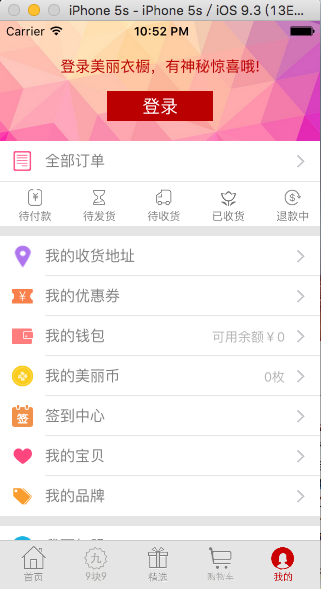 iPhone 5s - iPhone 5s / iOS 9.3 (13E...
Carrier 10:52 PM
登录美丽衣橱，有神秘惊喜哦!
登录
全部订单
待付款 待发货 待收货 已收货 退款中
我的收货地址
我的优惠券
我的钱包 可用余额￥0
我的美丽币 0枚
签 签到中心
我的宝贝
我的品牌
首页 9块9 精选 购物车 我的